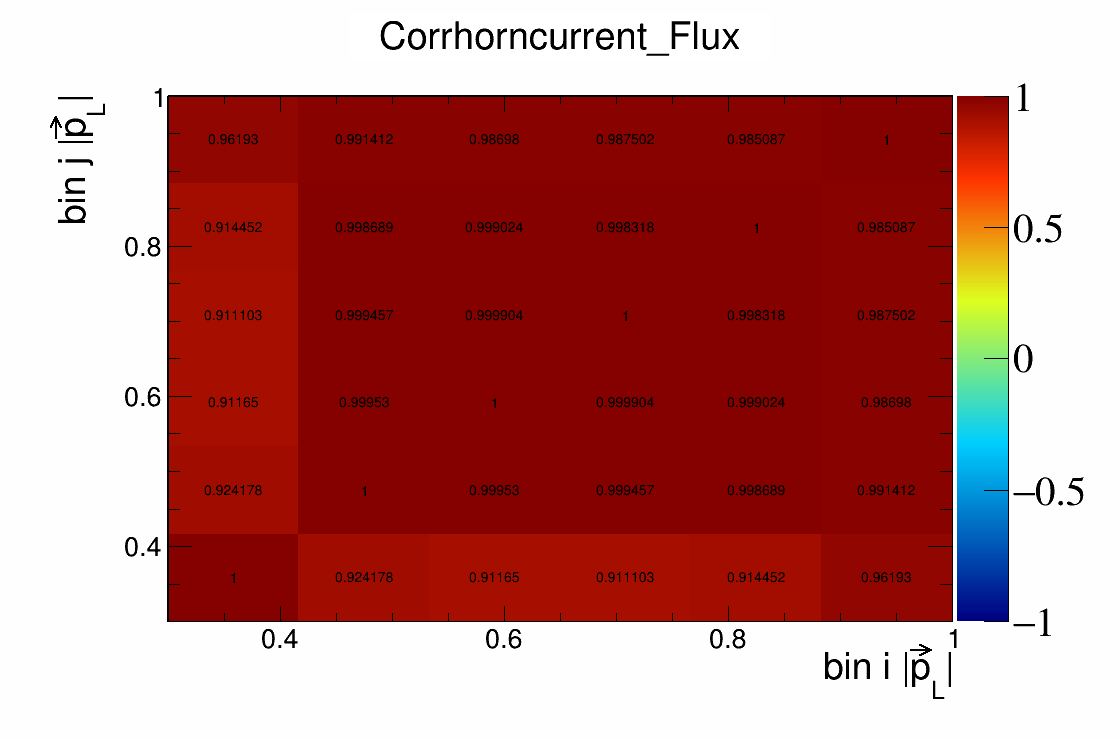 Corrhorncurrent_Flux
bin j |p⃗_L|
1
0.8
0.6
0.4
0.96193 0.991412 0.98698 0.987502 0.985087 1
0.914452 0.998689 0.999024 0.998318 1 0.985087
0.911103 0.999457 0.999904 1 0.998318 0.987502
0.91165 0.99953 1 0.999904 0.999024 0.98698
0.924178 1 0.99953 0.999457 0.998689 0.991412
1 0.924178 0.91165 0.911103 0.914452 0.96193
0.4 0.6 0.8 1
bin i |p⃗_L|
1
0.5
0
−0.5
−1